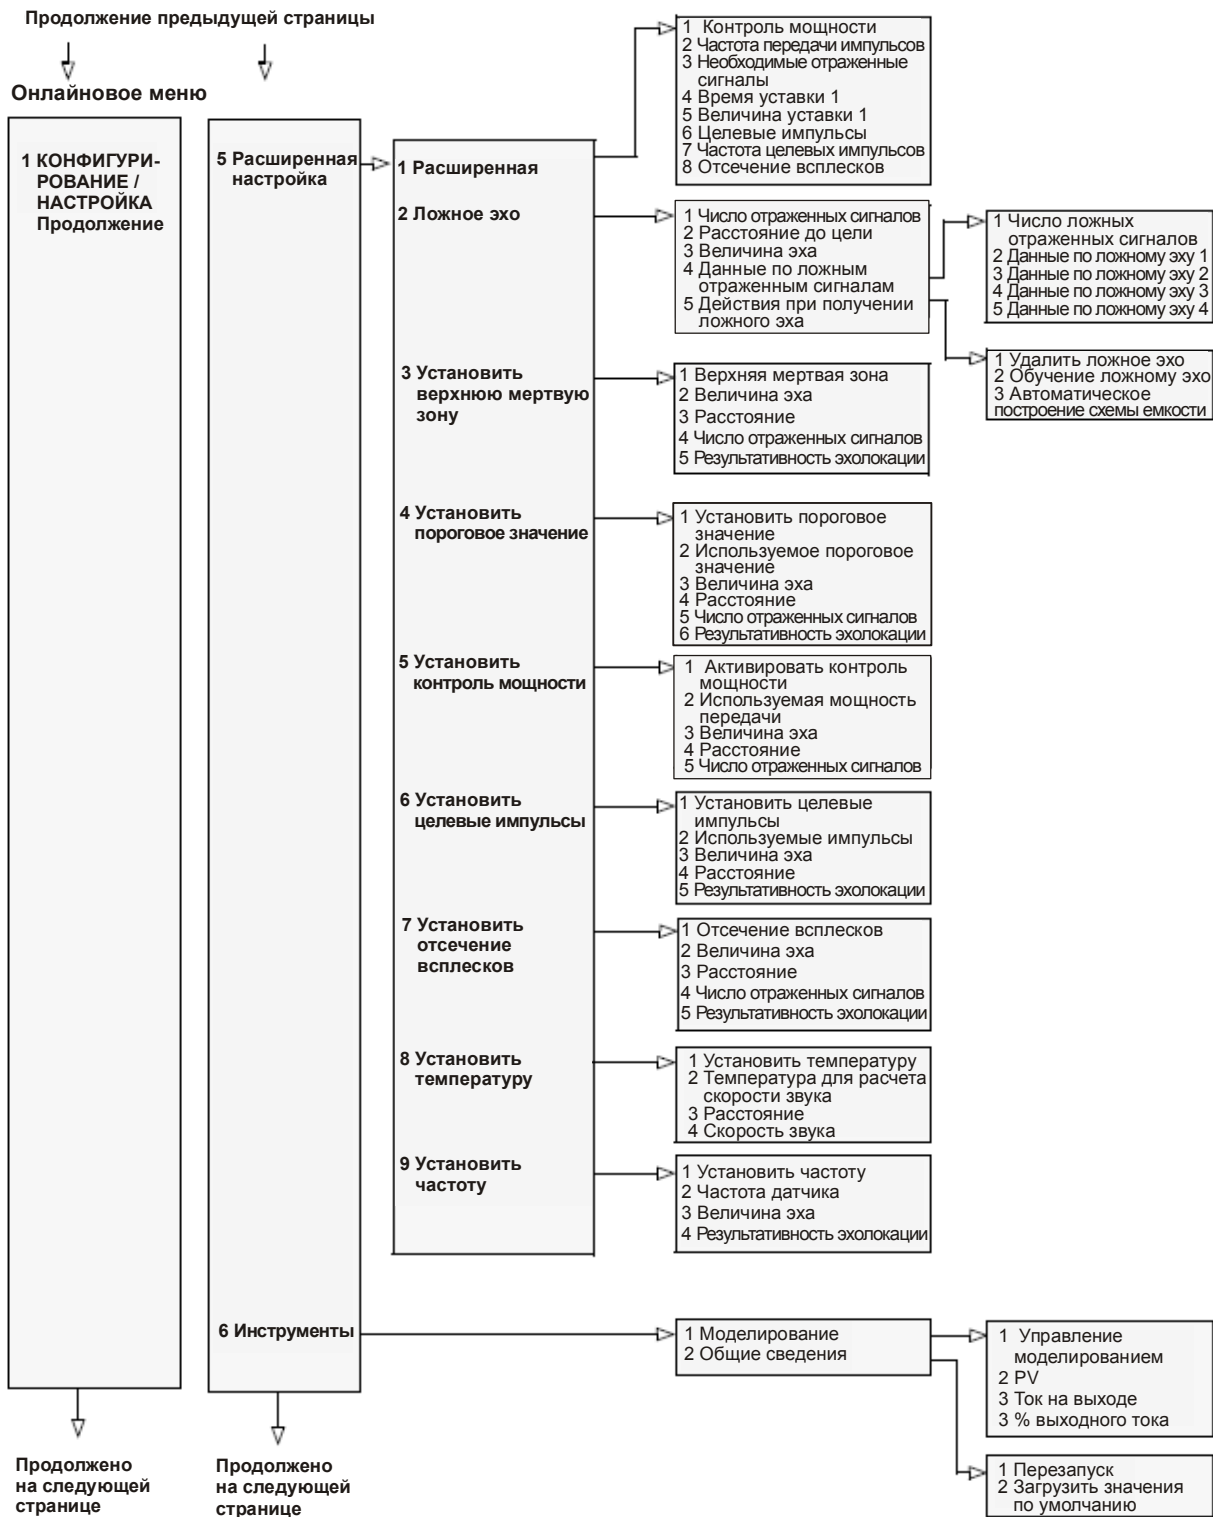 Продолжение предыдущей страницы
Онлайновое меню
1 КОНФИГУРИ-
РОВАНИЕ /
НАСТРОЙКА
Продолжение
5 Расширенная
настройка
1 Расширенная
1 Контроль мощности
2 Частота передачи импульсов
3 Необходимые отраженные
сигналы
4 Время уставки 1
5 Величина уставки 1
6 Целевые импульсы
7 Частота целевых импульсов
8 Отсечение всплесков
2 Ложное эхо
1 Число отраженных сигналов
2 Расстояние до цели
3 Величина эха
4 Данные по ложным
отраженным сигналам
5 Действия при получении
ложного эха
1 Число ложных
отраженных сигналов
2 Данные по ложному эху 1
3 Данные по ложному эху 2
4 Данные по ложному эху 3
5 Данные по ложному эху 4
1 Удалить ложное эхо
2 Обучение ложному эхо
3 Автоматическое
построение схемы емкости
3 Установить
верхнюю мертвую
зону
1 Верхняя мертвая зона
2 Величина эха
3 Расстояние
4 Число отраженных сигналов
5 Результативность эхолокации
4 Установить
пороговое значение
1 Установить пороговое
значение
2 Используемое пороговое
значение
3 Величина эха
4 Расстояние
5 Число отраженных сигналов
6 Результативность эхолокации
5 Установить
контроль мощности
1 Активировать контроль
мощности
2 Используемая мощность
передачи
3 Величина эха
4 Расстояние
5 Число отраженных сигналов
6 Установить
целевые импульсы
1 Установить целевые
импульсы
2 Используемые импульсы
3 Величина эха
4 Расстояние
5 Результативность эхолокации
7 Установить
отсечение
всплесков
1 Отсечение всплесков
2 Величина эха
3 Расстояние
4 Число отраженных сигналов
5 Результативность эхолокации
8 Установить
температуру
1 Установить температуру
2 Температура для расчета
скорости звука
3 Расстояние
4 Скорость звука
9 Установить
частоту
1 Установить частоту
2 Частота датчика
3 Величина эха
4 Результативность эхолокации
6 Инструменты
1 Моделирование
2 Общие сведения
1 Управление
моделированием
2 PV
3 Ток на выходе
3 % выходного тока
1 Перезапуск
2 Загрузить значения
по умолчанию
Продолжено
на следующей
странице
Продолжено
на следующей
странице